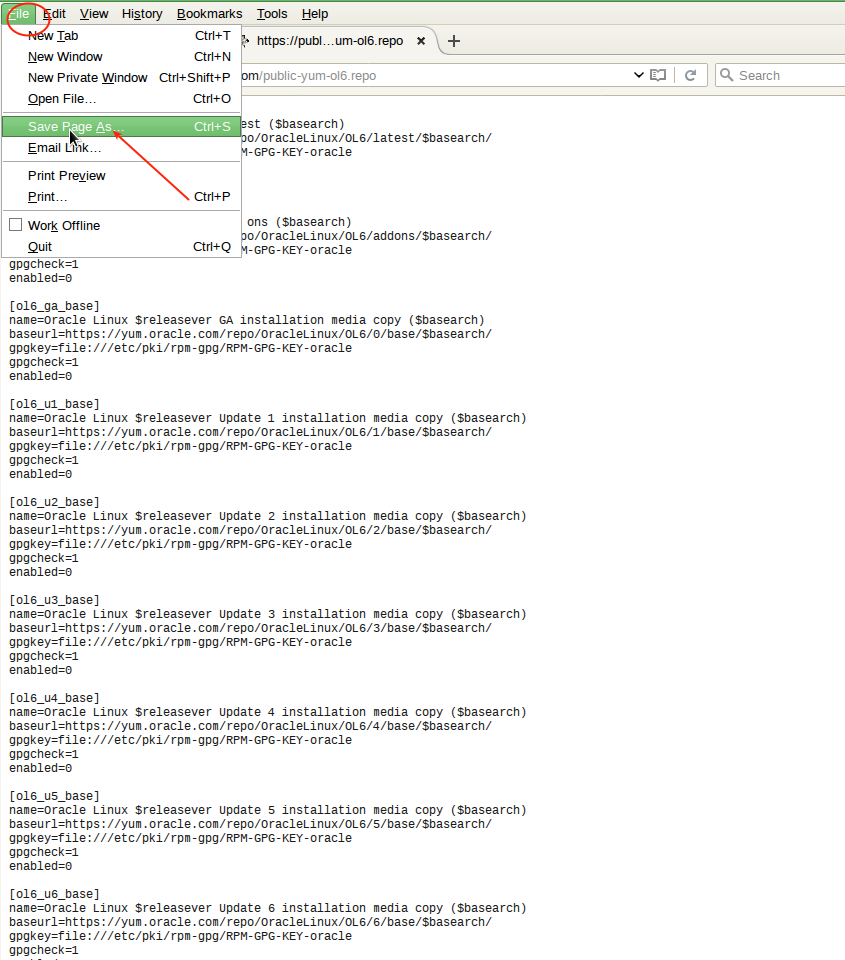 File Edit View History Bookmarks Tools Help
New Tab Ctrl+T
https://publ…um-ol6.repo
New Window Ctrl+N
New Private Window Ctrl+Shift+P
om/public-yum-ol6.repo
Search
Open File… Ctrl+O
Save Page As… Ctrl+S
est ($basearch)
po/OracleLinux/OL6/latest/$basearch/
Email Link…
M-GPG-KEY-oracle
Print Preview
Print… Ctrl+P
Work Offline
ons ($basearch)
po/OracleLinux/OL6/addons/$basearch/
Quit Ctrl+Q
M-GPG-KEY-oracle
gpgcheck=1
enabled=0
[ol6_ga_base]
name=Oracle Linux $releasever GA installation media copy ($basearch)
baseurl=https://yum.oracle.com/repo/OracleLinux/OL6/0/base/$basearch/
gpgkey=file:///etc/pki/rpm-gpg/RPM-GPG-KEY-oracle
gpgcheck=1
enabled=0
[ol6_u1_base]
name=Oracle Linux $releasever Update 1 installation media copy ($basearch)
baseurl=https://yum.oracle.com/repo/OracleLinux/OL6/1/base/$basearch/
gpgkey=file:///etc/pki/rpm-gpg/RPM-GPG-KEY-oracle
gpgcheck=1
enabled=0
[ol6_u2_base]
name=Oracle Linux $releasever Update 2 installation media copy ($basearch)
baseurl=https://yum.oracle.com/repo/OracleLinux/OL6/2/base/$basearch/
gpgkey=file:///etc/pki/rpm-gpg/RPM-GPG-KEY-oracle
gpgcheck=1
enabled=0
[ol6_u3_base]
name=Oracle Linux $releasever Update 3 installation media copy ($basearch)
baseurl=https://yum.oracle.com/repo/OracleLinux/OL6/3/base/$basearch/
gpgkey=file:///etc/pki/rpm-gpg/RPM-GPG-KEY-oracle
gpgcheck=1
enabled=0
[ol6_u4_base]
name=Oracle Linux $releasever Update 4 installation media copy ($basearch)
baseurl=https://yum.oracle.com/repo/OracleLinux/OL6/4/base/$basearch/
gpgkey=file:///etc/pki/rpm-gpg/RPM-GPG-KEY-oracle
gpgcheck=1
enabled=0
[ol6_u5_base]
name=Oracle Linux $releasever Update 5 installation media copy ($basearch)
baseurl=https://yum.oracle.com/repo/OracleLinux/OL6/5/base/$basearch/
gpgkey=file:///etc/pki/rpm-gpg/RPM-GPG-KEY-oracle
gpgcheck=1
enabled=0
[ol6_u6_base]
name=Oracle Linux $releasever Update 6 installation media copy ($basearch)
baseurl=https://yum.oracle.com/repo/OracleLinux/OL6/6/base/$basearch/
gpgkey=file:///etc/pki/rpm-gpg/RPM-GPG-KEY-oracle
gpgcheck=1